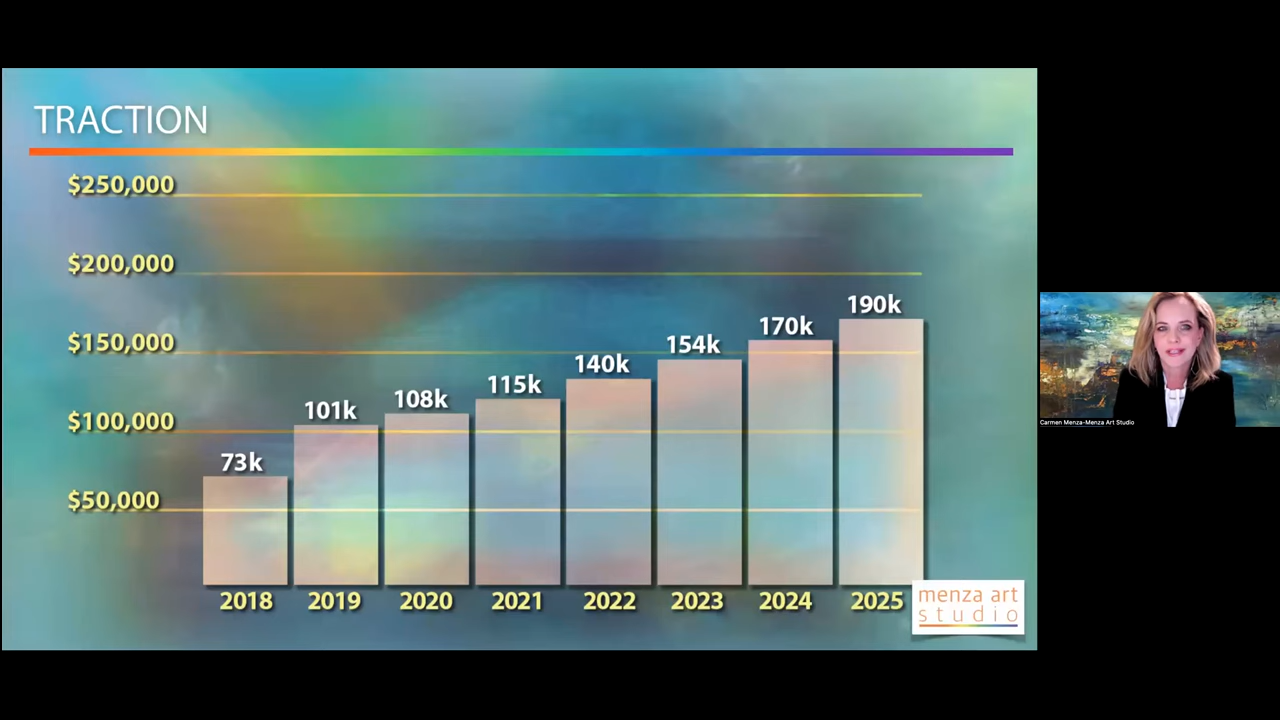 TRACTION
$250,000
$200,000
$150,000
$100,000
$50,000
73k
101k
108k
115k
140k
154k
170k
190k
2018 2019 2020 2021 2022 2023 2024 2025
menza art
studio
Carmen Menza-Menza Art Studio